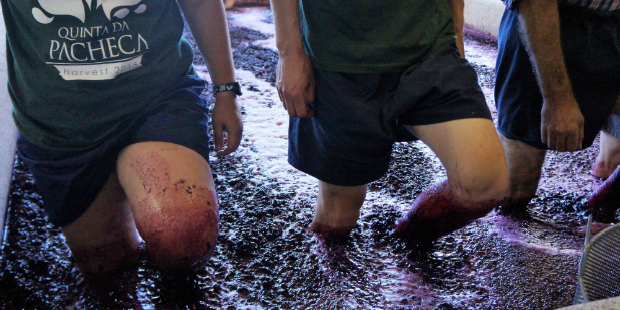 QUINTA DA
PACHECA
harvest 2016